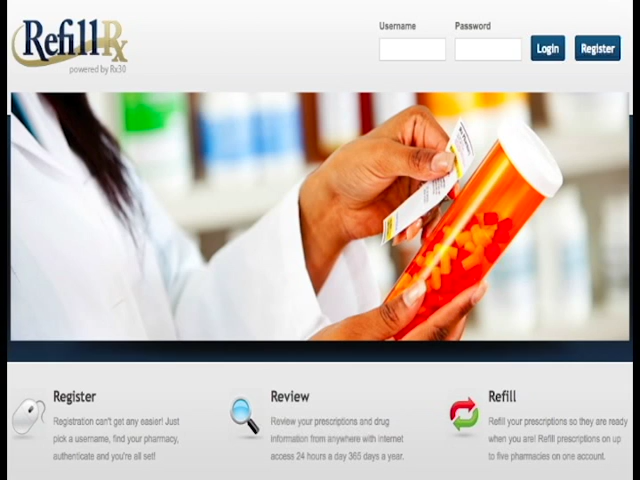 RefillRx
powered by Rx30
Username
Password
Login
Register
Register
Registration can't get any easier! Just
pick a username, find your pharmacy,
authenticate and you're all set!
Review
Review your prescriptions and drug
information from anywhere with internet
access 24 hours a day 365 days a year.
Refill
Refill your prescriptions so they are ready
when you are! Refill prescriptions on up
to five pharmacies on one account.